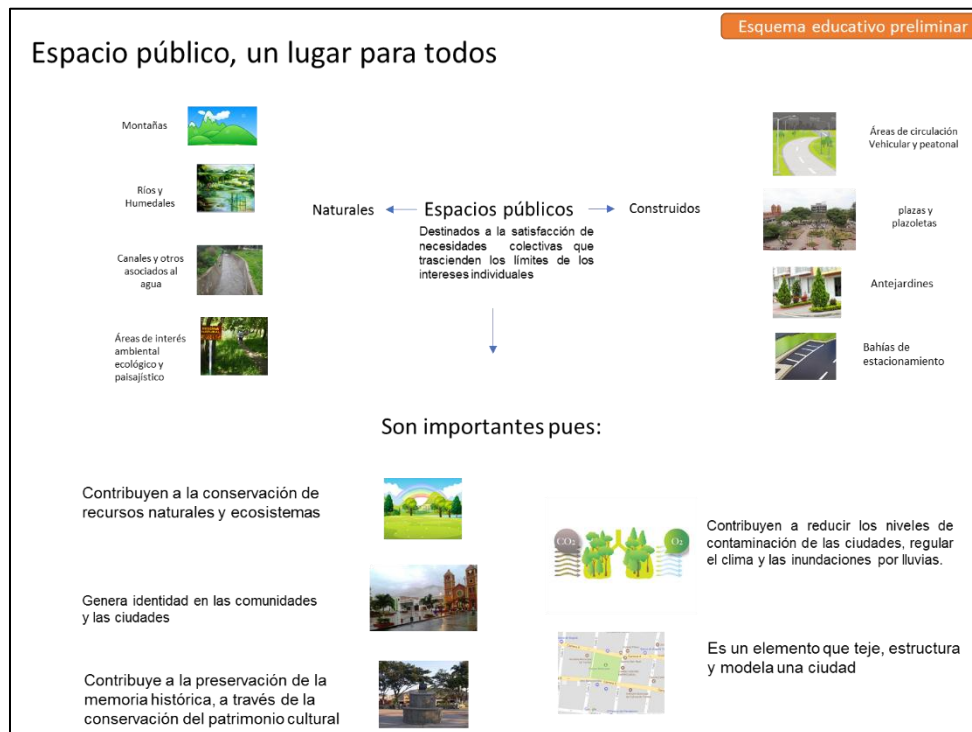 Esquema educativo preliminar
Espacio público, un lugar para todos
Montañas
Ríos y
Humedales
Canales y otros
asociados al
agua
Áreas de interés
ambiental
ecológico y
paisajístico
Naturales
Espacios públicos
Destinados a la satisfacción de
necesidades colectivas que
trascienden los límites de los
intereses individuales
Construidos
Áreas de circulación
Vehicular y peatonal
plazas y
plazoletas
Antejardines
Bahías de
estacionamiento
Son importantes pues:
Contribuyen a la conservación de
recursos naturales y ecosistemas
Genera identidad en las comunidades
y las ciudades
Contribuye a la preservación de la
memoria histórica, a través de la
conservación del patrimonio cultural
CO₂
O₂
Contribuyen a reducir los niveles de
contaminación de las ciudades, regular
el clima y las inundaciones por lluvias.
Es un elemento que teje, estructura
y modela una ciudad